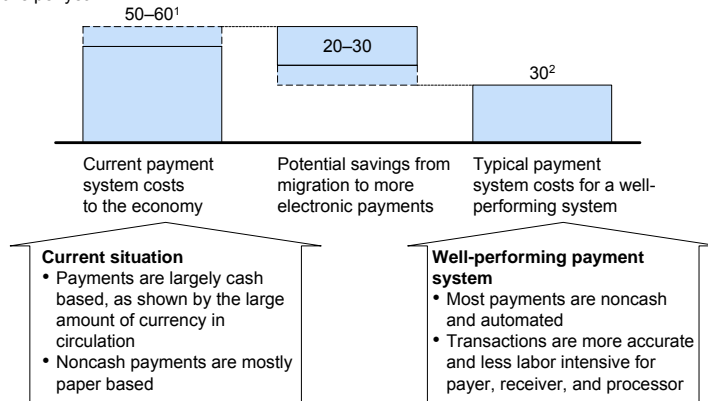 50–60¹
20–30
30²
Current payment
system costs
to the economy
Potential savings from
migration to more
electronic payments
Typical payment
system costs for a well-
performing system
Current situation
• Payments are largely cash
based, as shown by the large
amount of currency in
circulation
• Noncash payments are mostly
paper based
Well-performing payment
system
• Most payments are noncash
and automated
• Transactions are more accurate
and less labor intensive for
payer, receiver, and processor